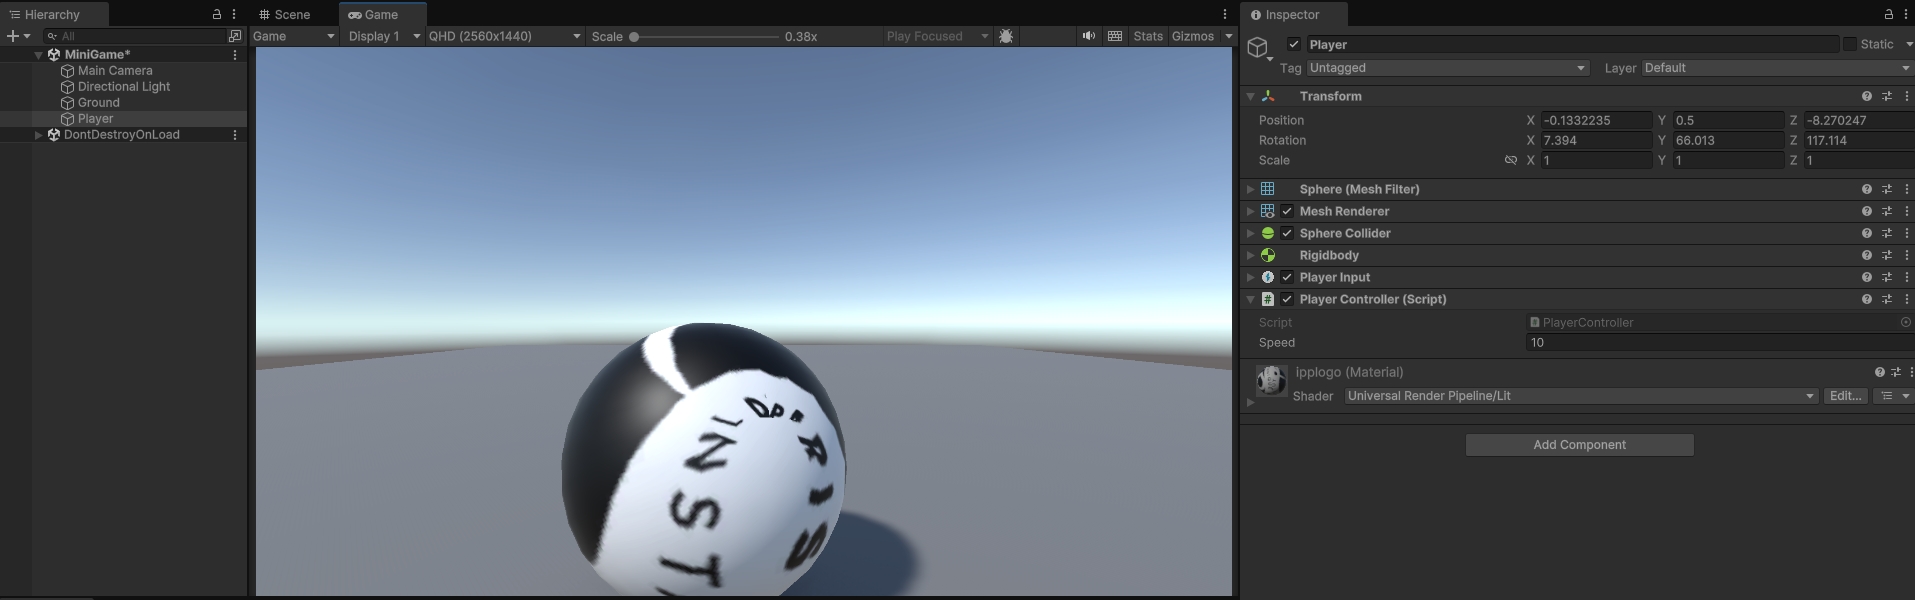 Hierarchy
All
MiniGame*
Main Camera
Directional Light
Ground
Player
DontDestroyOnLoad
Scene
Game
Game
Display 1
QHD (2560x1440)
Scale
0.38x
Play Focused
Stats
Gizmos
INST
RIS
Inspector
Player
Static
Tag
Untagged
Layer
Default
Transform
Position
X
-0.1332235
Y
0.5
Z
-8.270247
Rotation
X
7.394
Y
66.013
Z
117.114
Scale
X
1
Y
1
Z
1
Sphere (Mesh Filter)
Mesh Renderer
Sphere Collider
Rigidbody
Player Input
Player Controller (Script)
Script
PlayerController
Speed
10
ipplogo (Material)
Shader
Universal Render Pipeline/Lit
Edit...
Add Component